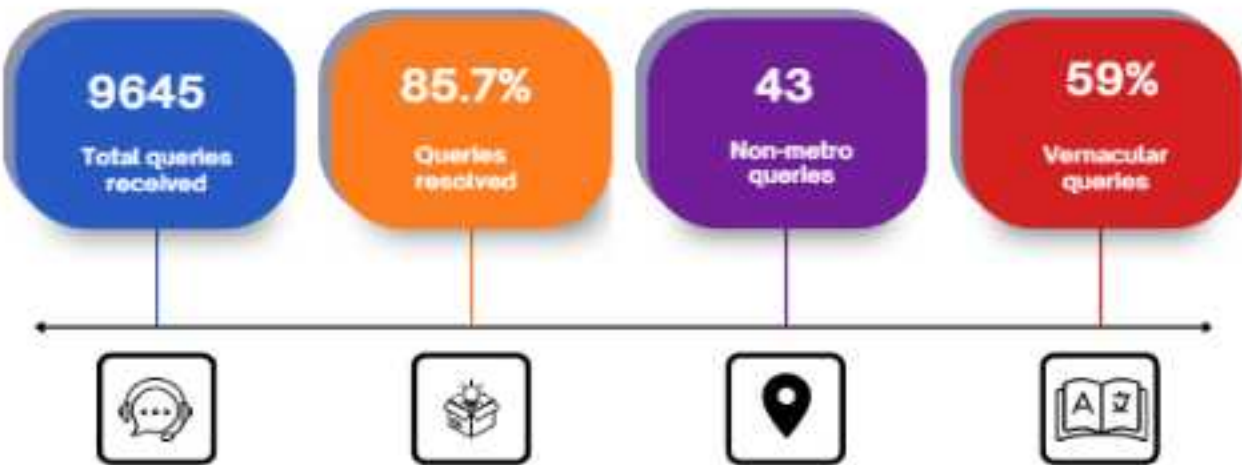 9645
Total queries
received
85.7%
Queries
resolved
43
Non-metro
queries
59%
Vernacular
queries
A